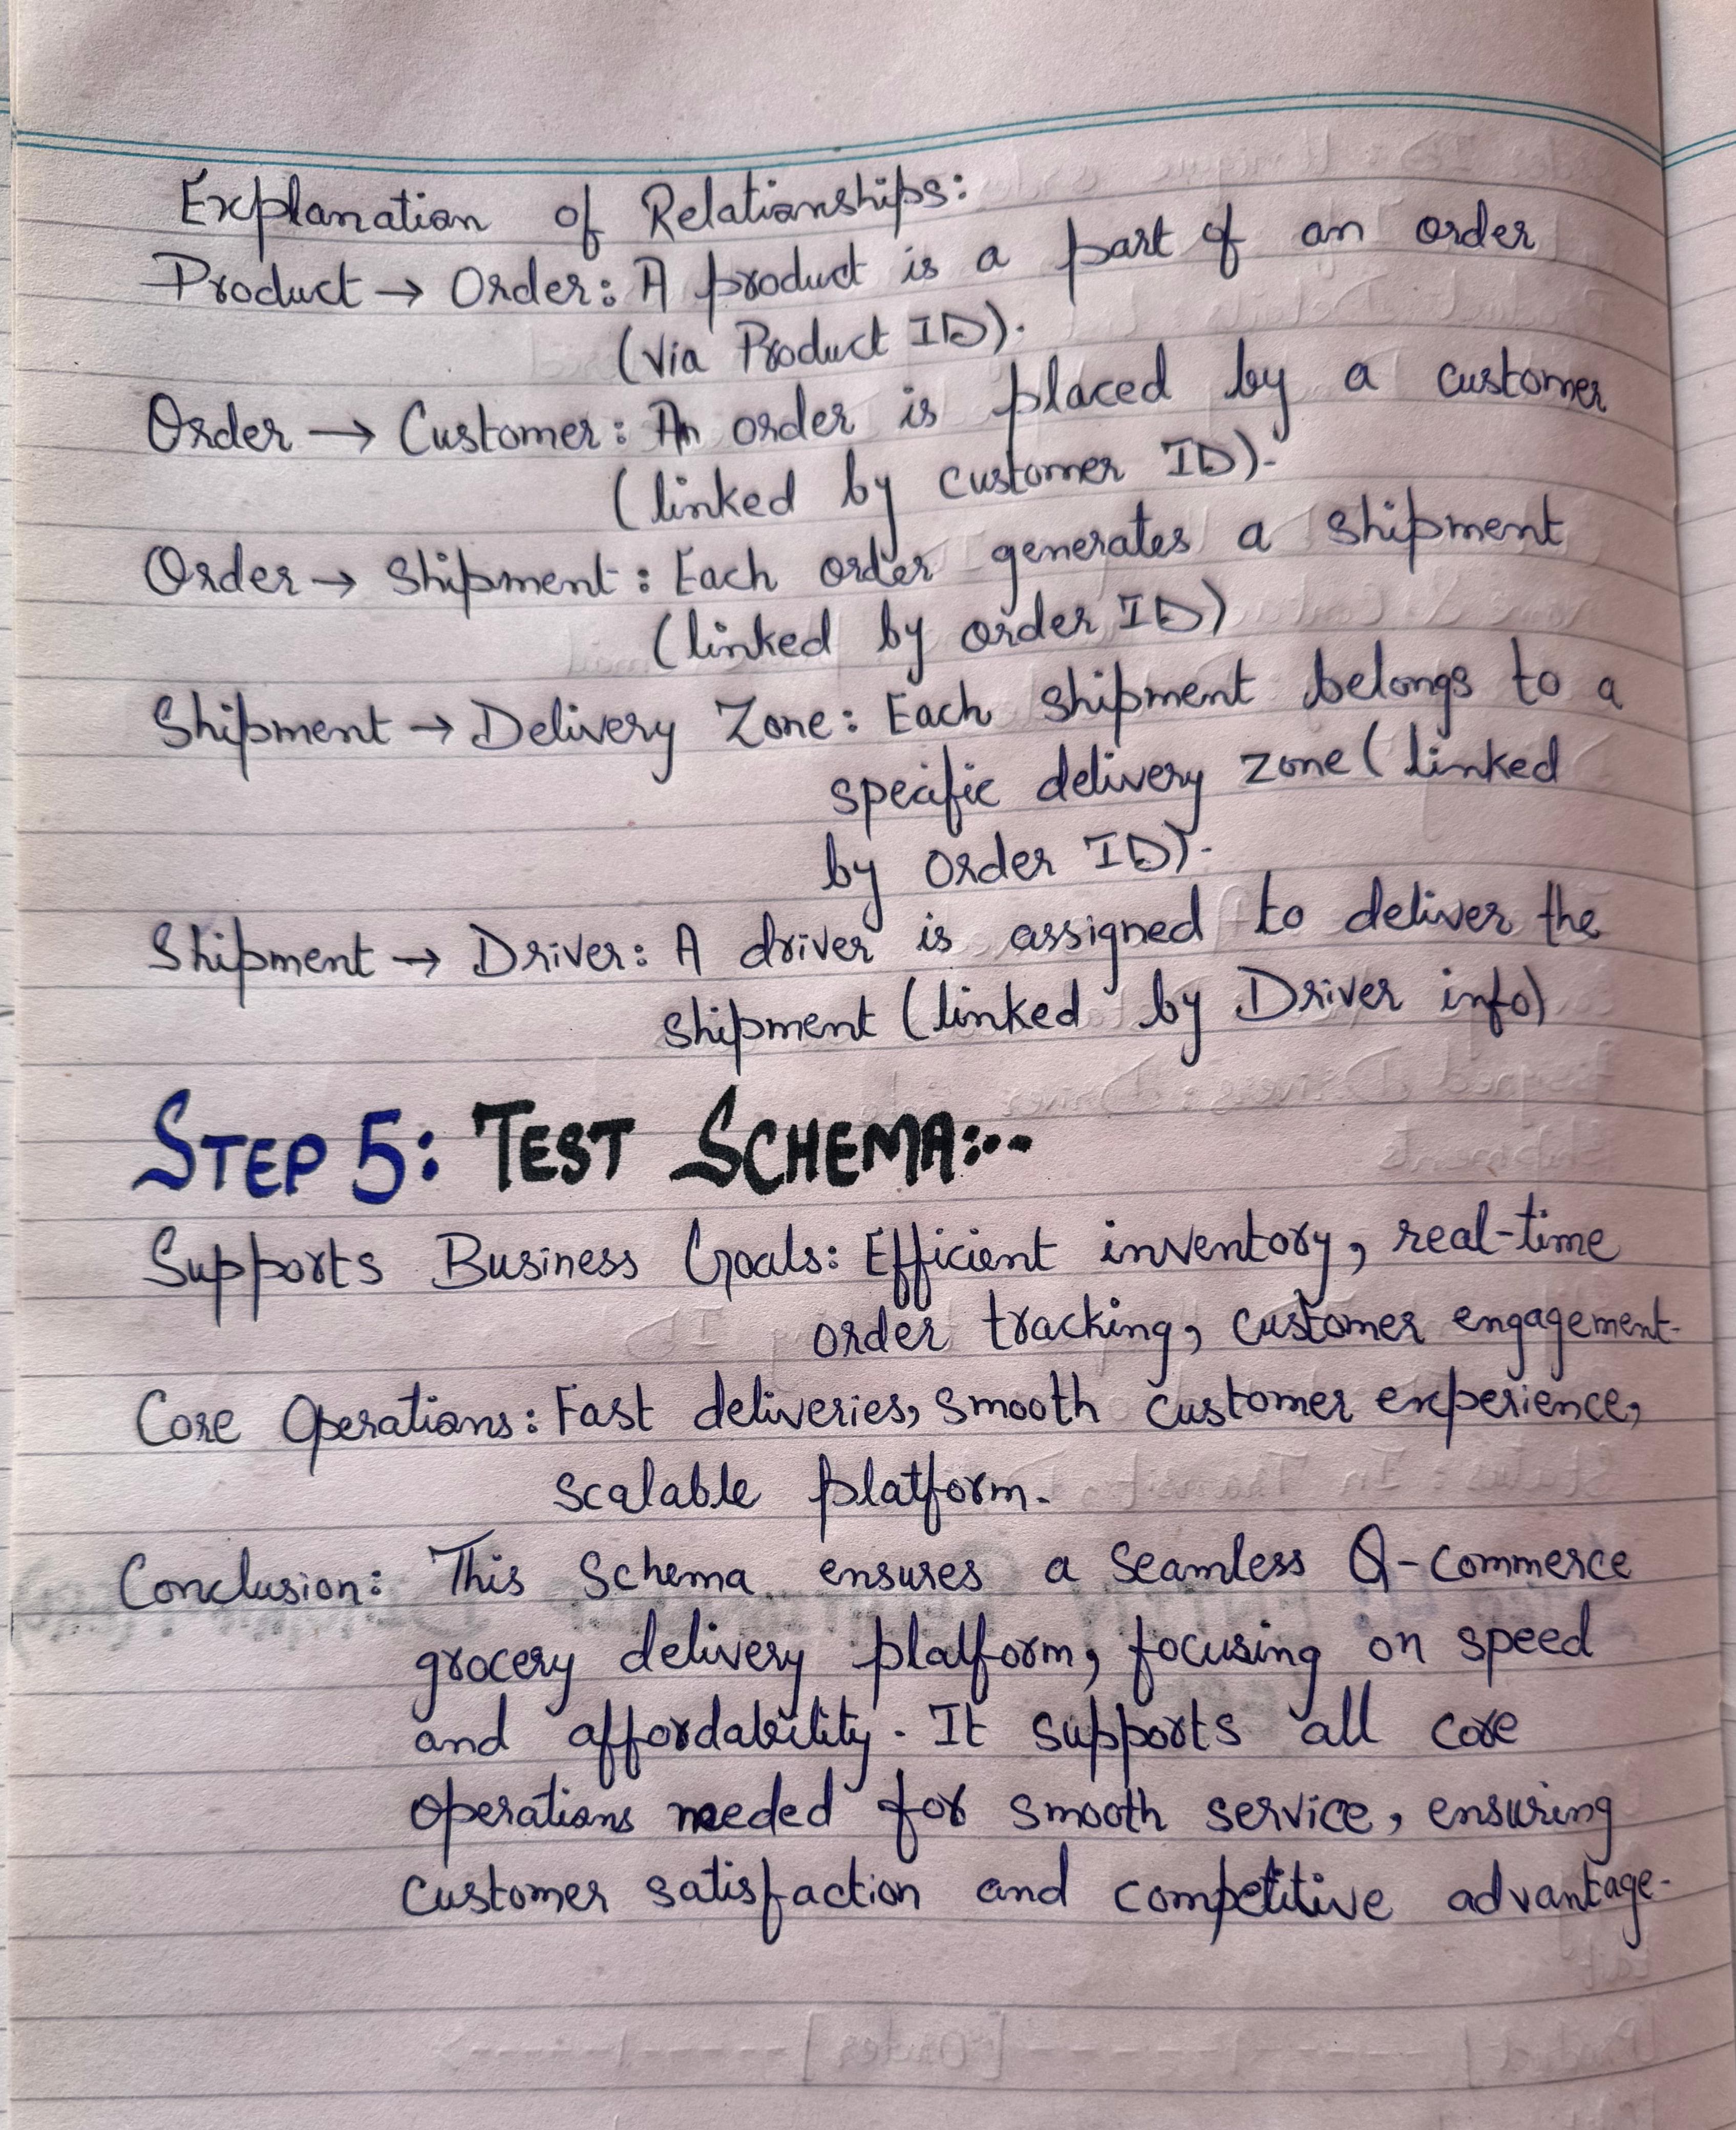 Explanation of Relationships:
Product → Order: A product is a part of an order
(via Product ID).
Order → Customer: An order is placed by a customer
(linked by customer ID).
Order → Shipment: Each order generates a shipment
(linked by order ID)
Shipment → Delivery Zone: Each shipment belongs to a
specific delivery zone (linked
by order ID).
Shipment → Driver: A driver is assigned to deliver the
shipment (linked by Driver info)
STEP 5: TEST SCHEMA:--
Supports Business Goals: Efficient inventory, real-time
order tracking, customer engagement.
Core Operations: Fast deliveries, smooth customer experience,
scalable platform.
Conclusion: This Schema ensures a seamless Q-commerce
grocery delivery platform, focusing on speed
and affordability. It supports all core
operations needed for smooth service, ensuring
customer satisfaction and competitive advantage.